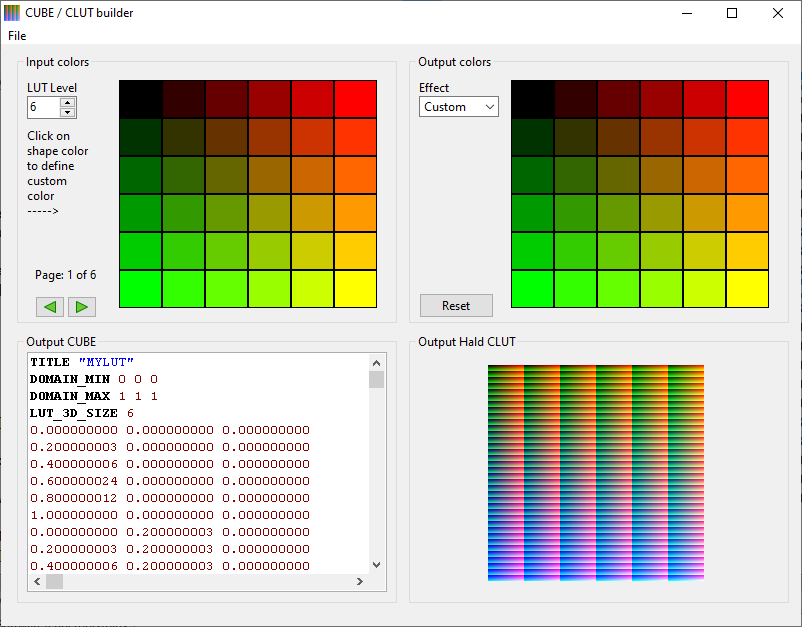 CUBE / CLUT builder
File
Input colors
LUT Level
6
Click on
shape color
to define
custom
color
----->
Page: 1 of 6
Output colors
Effect
Custom
Reset
Output CUBE
TITLE "MYLUT"
DOMAIN_MIN 0 0 0
DOMAIN_MAX 1 1 1
LUT_3D_SIZE 6
0.000000000 0.000000000 0.000000000
0.200000003 0.000000000 0.000000000
0.400000006 0.000000000 0.000000000
0.600000024 0.000000000 0.000000000
0.800000012 0.000000000 0.000000000
1.000000000 0.000000000 0.000000000
0.000000000 0.200000003 0.000000000
0.200000003 0.200000003 0.000000000
0.400000006 0.200000003 0.000000000
Output Hald CLUT